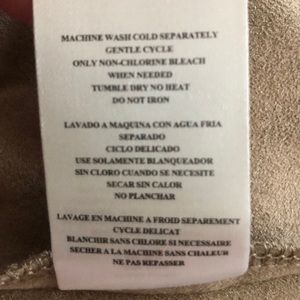 MACHINE WASH COLD SEPARATELY
GENTLE CYCLE
ONLY NON-CHLORINE BLEACH
WHEN NEEDED
TUMBLE DRY NO HEAT
DO NOT IRON
LAVADO A MAQUINA CON AGUA FRIA
SEPARADO
CICLO DELICADO
USE SOLAMENTE BLANQUEADOR
SIN CLORO CUANDO SE NECESITE
SECAR SIN CALOR
NO PLANCHAR
LAVAGE EN MACHINE A FROID SEPAREMENT
CYCLE DELICAT
BLANCHIR SANS CHLORE SI NECESSAIRE
SECHER A LA MACHINE SANS CHALEUR
NE PAS REPASSER